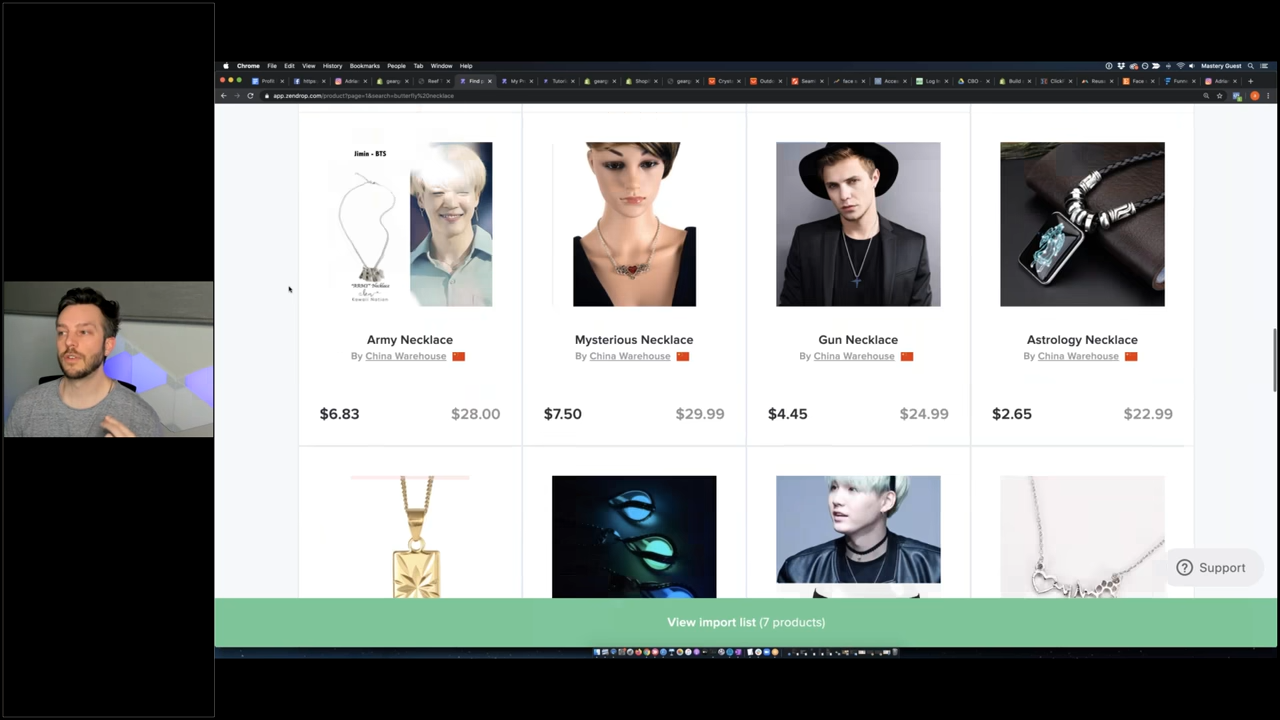 Chrome File Edit View History Bookmarks People Tab Window Help Mastery Guest
app.zendrop.com/product?page=1&search=butterfly%20necklace
Jimin - BTS
Army Necklace
By China Warehouse
$6.83 $28.00
Mysterious Necklace
By China Warehouse
$7.50 $29.99
Gun Necklace
By China Warehouse
$4.45 $24.99
Astrology Necklace
By China Warehouse
$2.65 $22.99
Support
View import list (7 products)